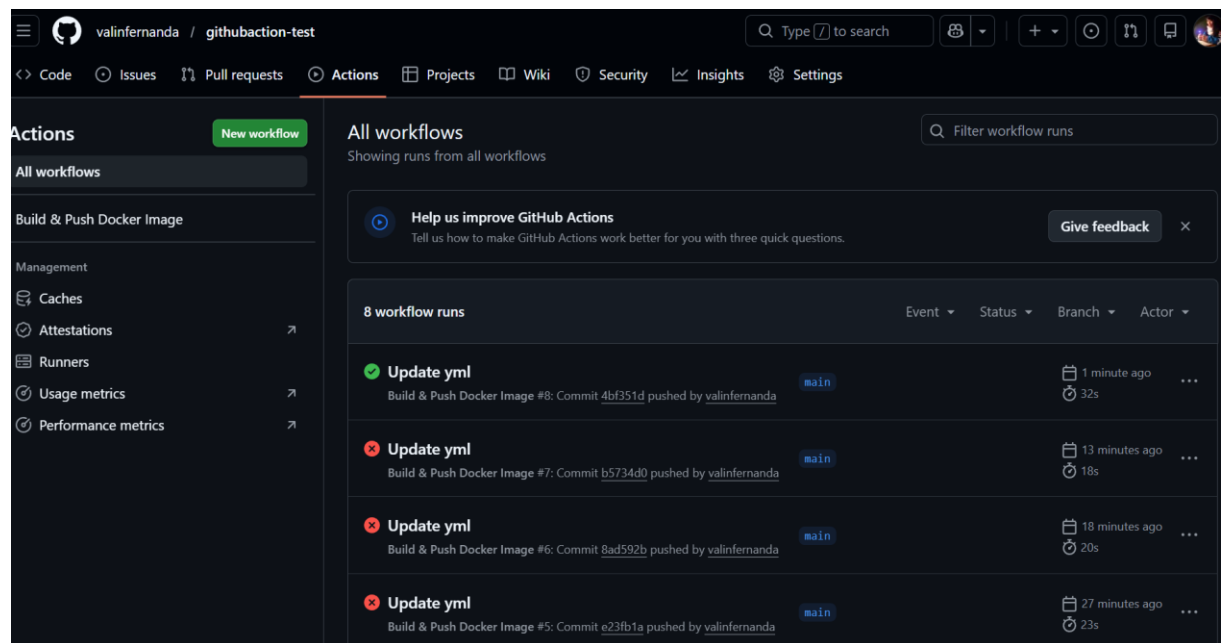 valinfernanda / githubaction-test
Type / to search
Code Issues Pull requests Actions Projects Wiki Security Insights Settings
Actions
New workflow
All workflows
Build & Push Docker Image
Management
Caches
Attestations
Runners
Usage metrics
Performance metrics
All workflows
Showing runs from all workflows
Filter workflow runs
Help us improve GitHub Actions
Tell us how to make GitHub Actions work better for you with three quick questions.
Give feedback
8 workflow runs
Event Status Branch Actor
Update yml
Build & Push Docker Image #8: Commit 4bf351d pushed by valinfernanda
main
1 minute ago
32s
Update yml
Build & Push Docker Image #7: Commit b5734d0 pushed by valinfernanda
main
13 minutes ago
18s
Update yml
Build & Push Docker Image #6: Commit 8ad592b pushed by valinfernanda
main
18 minutes ago
20s
Update yml
Build & Push Docker Image #5: Commit e23fb1a pushed by valinfernanda
main
27 minutes ago
23s